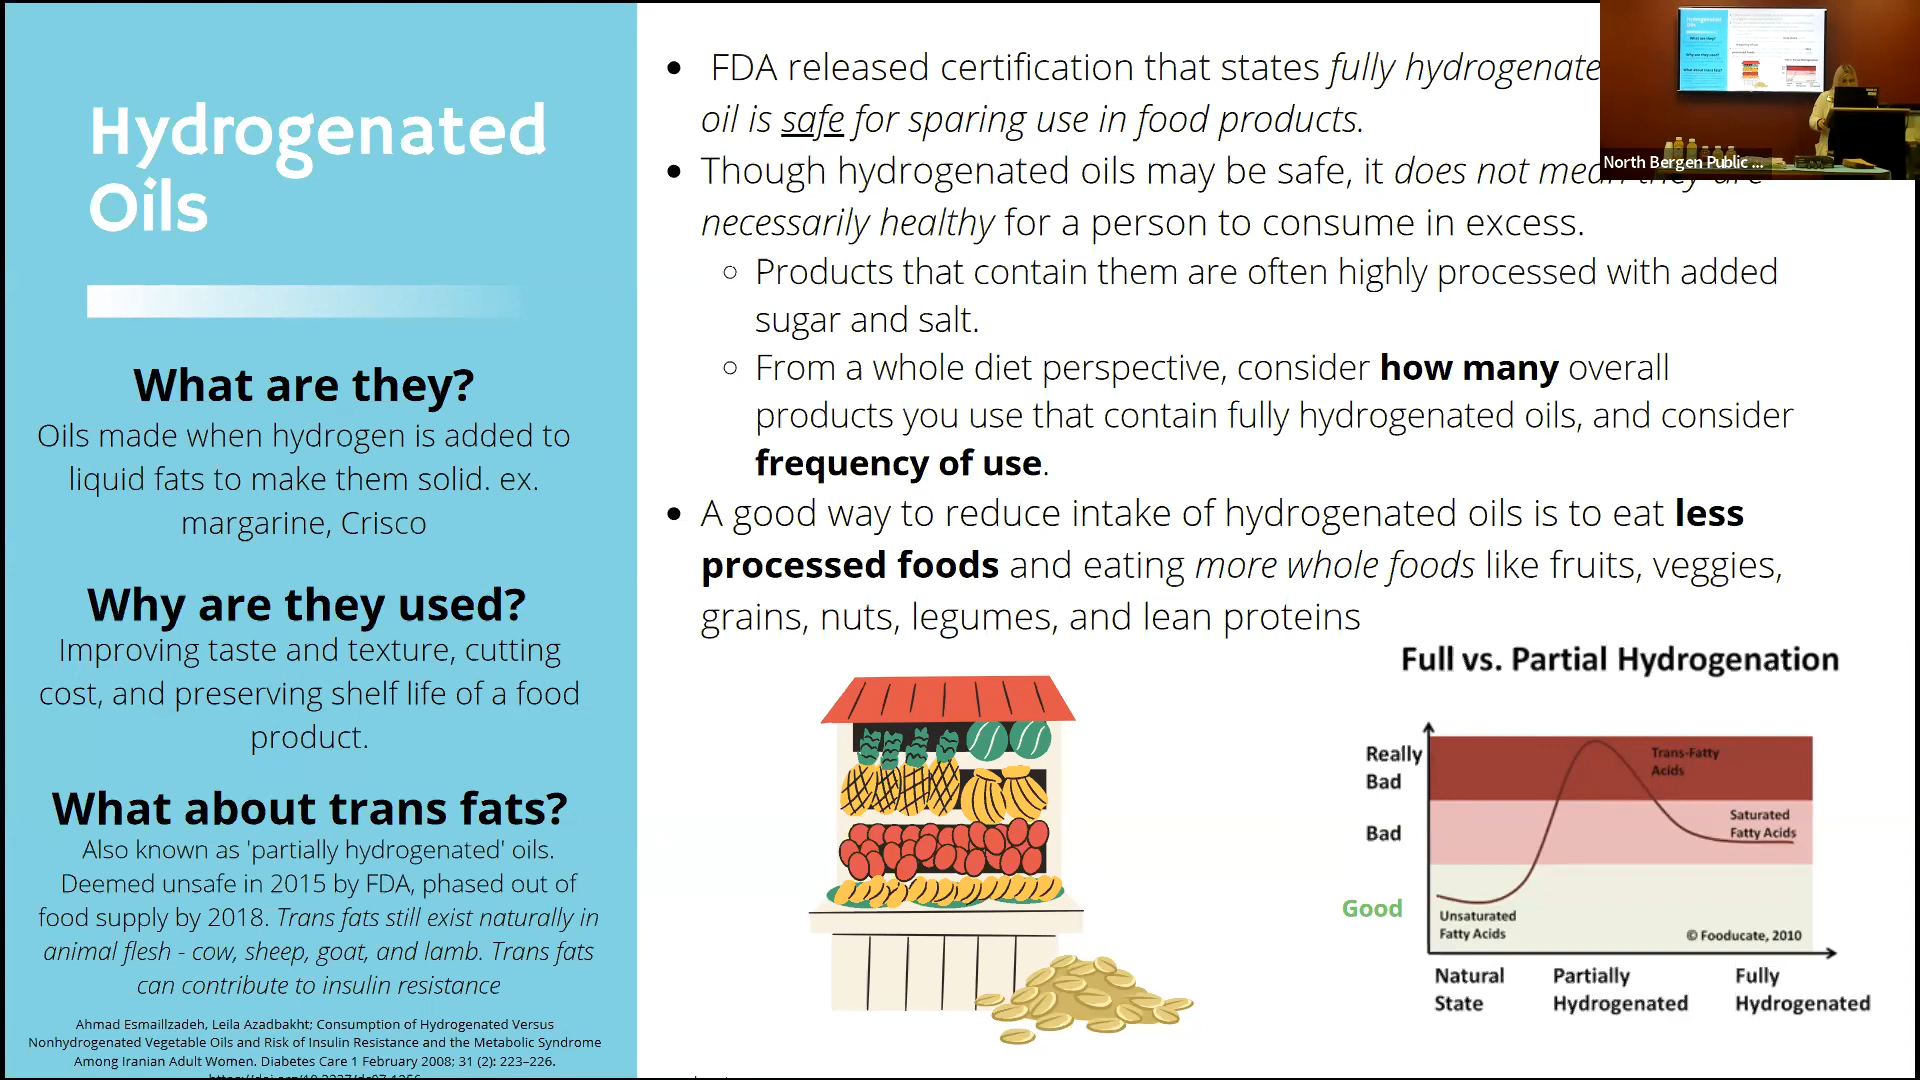 Hydrogenated
Oils
What are they?
Oils made when hydrogen is added to
liquid fats to make them solid. ex.
margarine, Crisco
Why are they used?
Improving taste and texture, cutting
cost, and preserving shelf life of a food
product.
What about trans fats?
Also known as 'partially hydrogenated' oils.
Deemed unsafe in 2015 by FDA, phased out of
food supply by 2018. Trans fats still exist naturally in
animal flesh - cow, sheep, goat, and lamb. Trans fats
can contribute to insulin resistance
Ahmad Esmaillzadeh, Leila Azadbakht; Consumption of Hydrogenated Versus
Nonhydrogenated Vegetable Oils and Risk of Insulin Resistance and the Metabolic Syndrome
Among Iranian Adult Women. Diabetes Care 1 February 2008; 31 (2): 223–226.
• FDA released certification that states fully hydrogenate
oil is safe for sparing use in food products.
• Though hydrogenated oils may be safe, it does not mean they are
necessarily healthy for a person to consume in excess.
○ Products that contain them are often highly processed with added
sugar and salt.
○ From a whole diet perspective, consider how many overall
products you use that contain fully hydrogenated oils, and consider
frequency of use.
• A good way to reduce intake of hydrogenated oils is to eat less
processed foods and eating more whole foods like fruits, veggies,
grains, nuts, legumes, and lean proteins
Full vs. Partial Hydrogenation
Really
Bad
Bad
Good
Trans-Fatty
Acids
Saturated
Fatty Acids
Unsaturated
Fatty Acids
© Fooducate, 2010
Natural
State
Partially
Hydrogenated
Fully
Hydrogenated
North Bergen Public ...
Hydrogenated
Oils